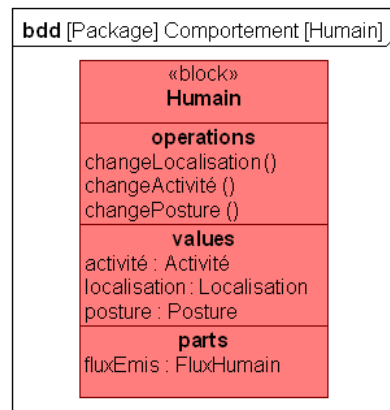 bdd [Package] Comportement [Humain]
«block»
Humain
operations
changeLocalisation ()
changeActivité ()
changePosture ()
values
activité : Activité
localisation : Localisation
posture : Posture
parts
fluxEmis : FluxHumain